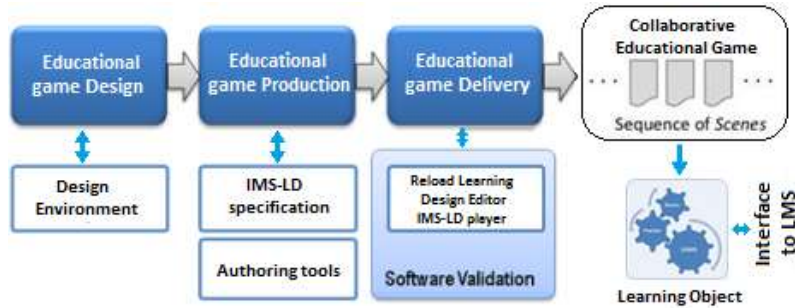 Educational
game Design
Educational
game Production
Educational
game Delivery
Collaborative
Educational Game
Sequence of Scenes
Design
Environment
IMS-LD
specification
Authoring tools
Reload Learning
Design Editor
IMS-LD player
Software Validation
Learning Object
Interface
to LMS